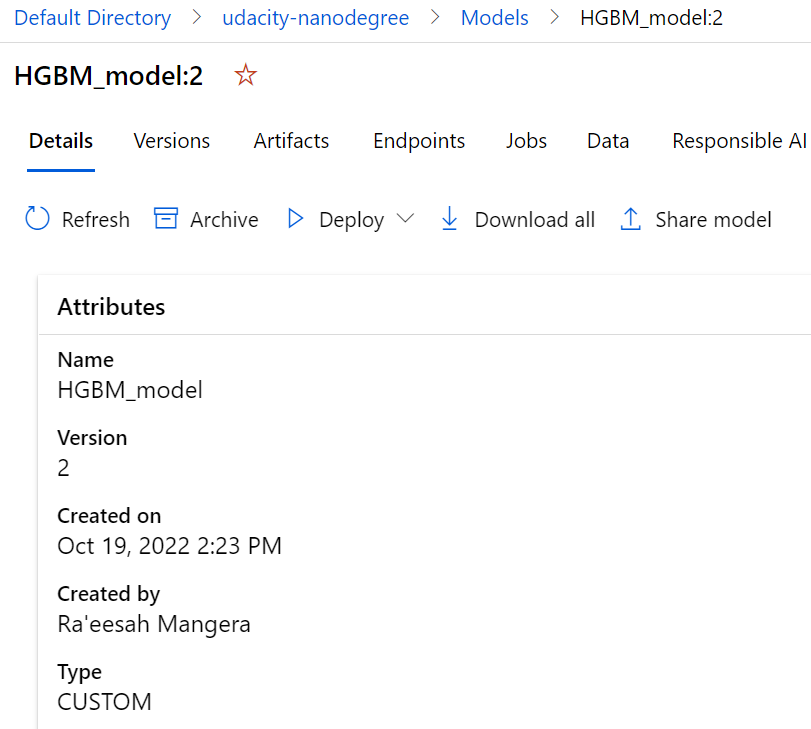 Default Directory > udacity-nanodegree > Models > HGBM_model:2
HGBM_model:2
Details Versions Artifacts Endpoints Jobs Data Responsible AI
Refresh Archive Deploy Download all Share model
Attributes
Name
HGBM_model
Version
2
Created on
Oct 19, 2022 2:23 PM
Created by
Ra'eesah Mangera
Type
CUSTOM